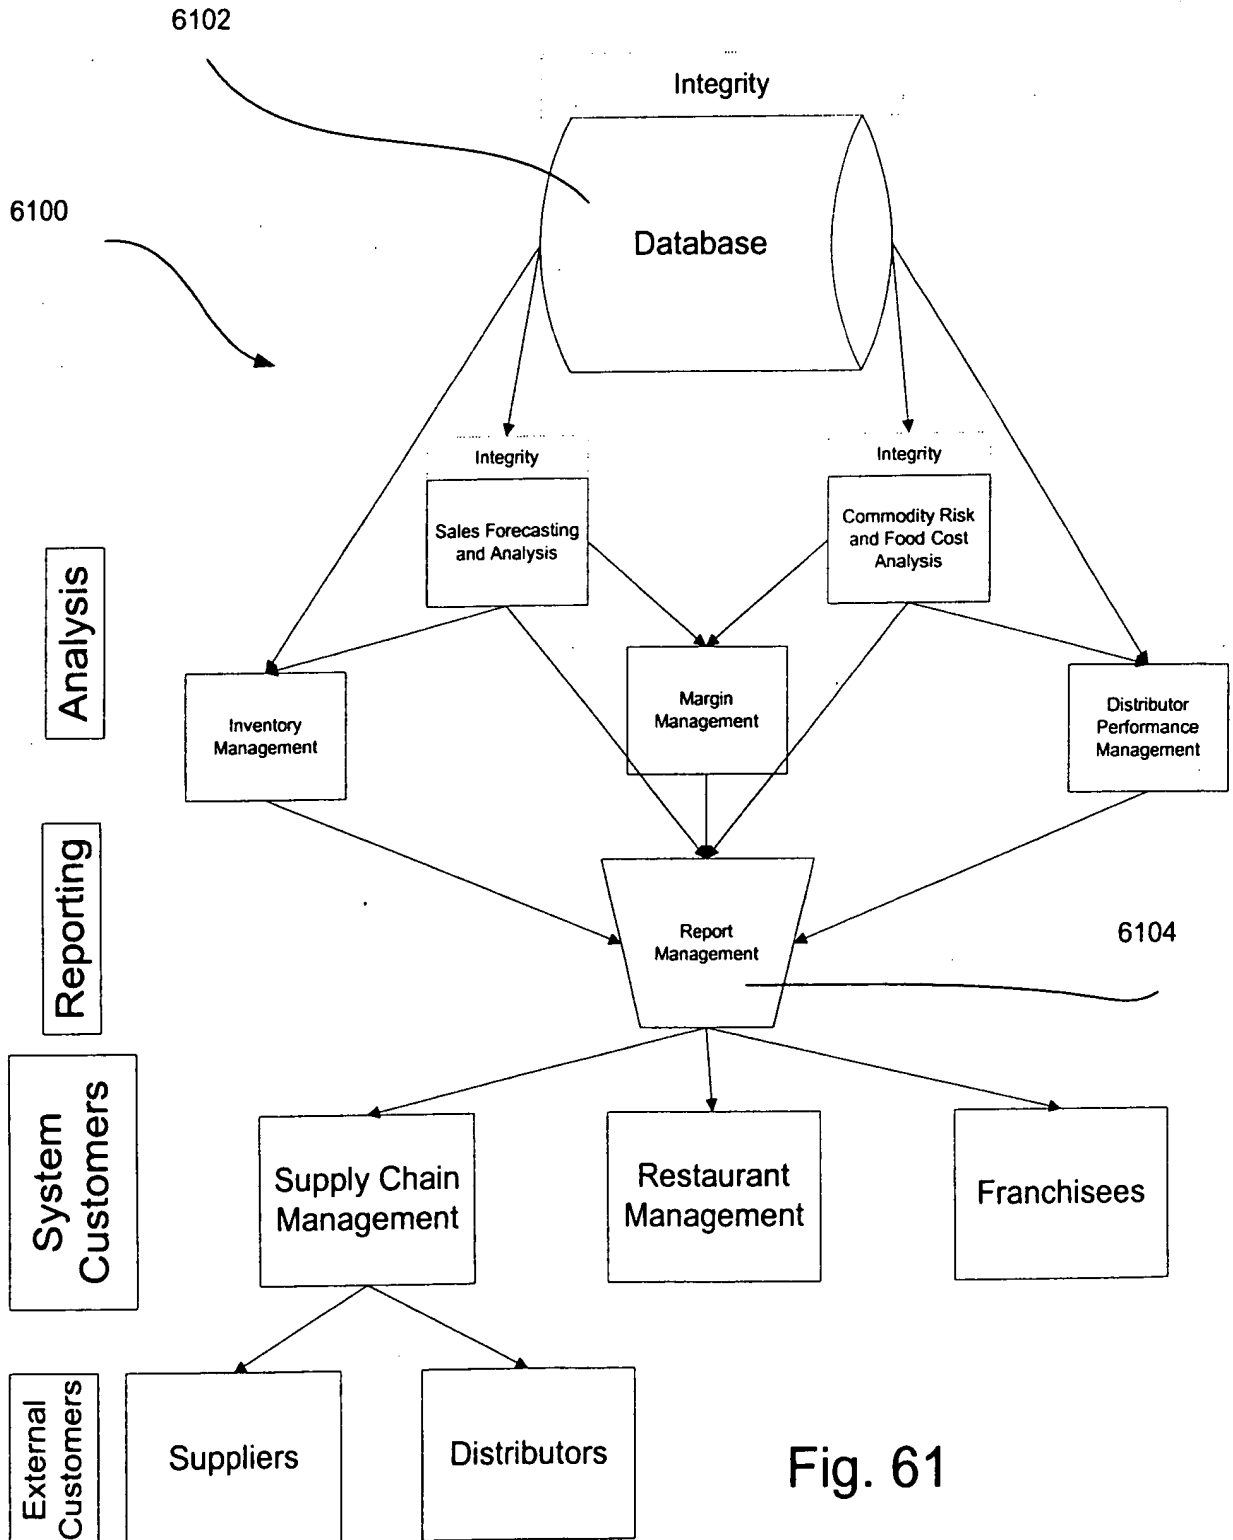 6102
Integrity
6100
Database
Integrity
Integrity
Sales Forecasting
and Analysis
Commodity Risk
and Food Cost
Analysis
Analysis
Inventory
Management
Margin
Management
Distributor
Performance
Management
Reporting
Report
Management
6104
System
Customers
Supply Chain
Management
Restaurant
Management
Franchisees
External
Customers
Suppliers
Distributors
Fig. 61